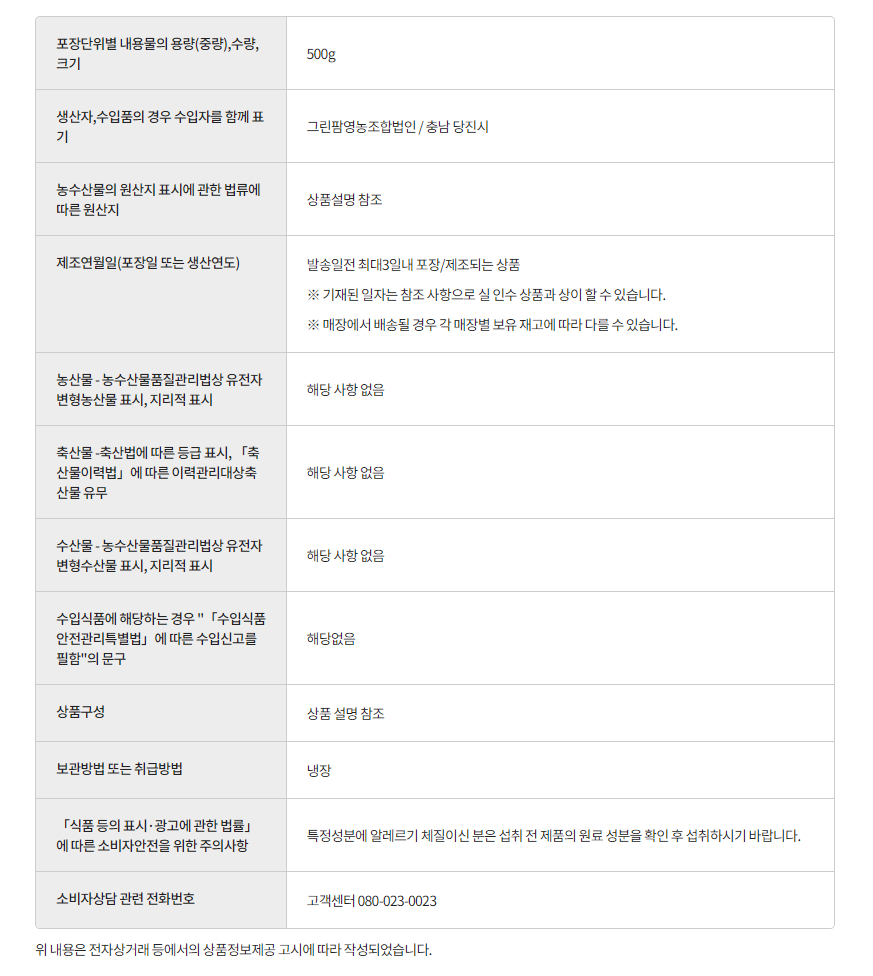 포장단위별 내용물의 용량(중량),수량,
크기
500g
생산자,수입품의 경우 수입자를 함께 표
기
그린팜영농조합법인 / 충남 당진시
농수산물의 원산지 표시에 관한 법류에
따른 원산지
상품설명 참조
제조연월일(포장일 또는 생산연도)
발송일전 최대3일내 포장/제조되는 상품
※ 기재된 일자는 참조 사항으로 실 인수 상품과 상이 할 수 있습니다.
※ 매장에서 배송될 경우 각 매장별 보유 재고에 따라 다를 수 있습니다.
농산물 - 농수산물품질관리법상 유전자
변형농산물 표시, 지리적 표시
해당 사항 없음
축산물 -축산법에 따른 등급 표시, 「축
산물이력법」에 따른 이력관리대상축
산물 유무
해당 사항 없음
수산물 - 농수산물품질관리법상 유전자
변형수산물 표시, 지리적 표시
해당 사항 없음
수입식품에 해당하는 경우 "「수입식품
안전관리특별법」에 따른 수입신고를
필함"의 문구
해당없음
상품구성
상품 설명 참조
보관방법 또는 취급방법
냉장
「식품 등의 표시·광고에 관한 법률」
에 따른 소비자안전을 위한 주의사항
특정성분에 알레르기 체질이신 분은 섭취 전 제품의 원료 성분을 확인 후 섭취하시기 바랍니다.
소비자상담 관련 전화번호
고객센터 080-023-0023
위 내용은 전자상거래 등에서의 상품정보제공 고시에 따라 작성되었습니다.